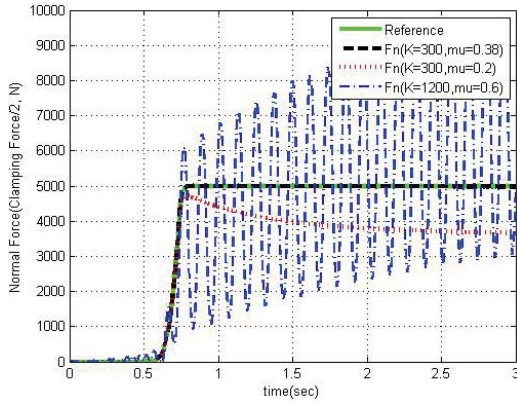 10000
9000
8000
7000
6000
5000
4000
3000
2000
1000
0
Normal Force(Clamping Force/2, N)
Reference
Fn(K=300,mu=0.38)
Fn(K=300,mu=0.2)
Fn(K=1200,mu=0.6)
0 0.5 1 1.5 2 2.5 3
time(sec)